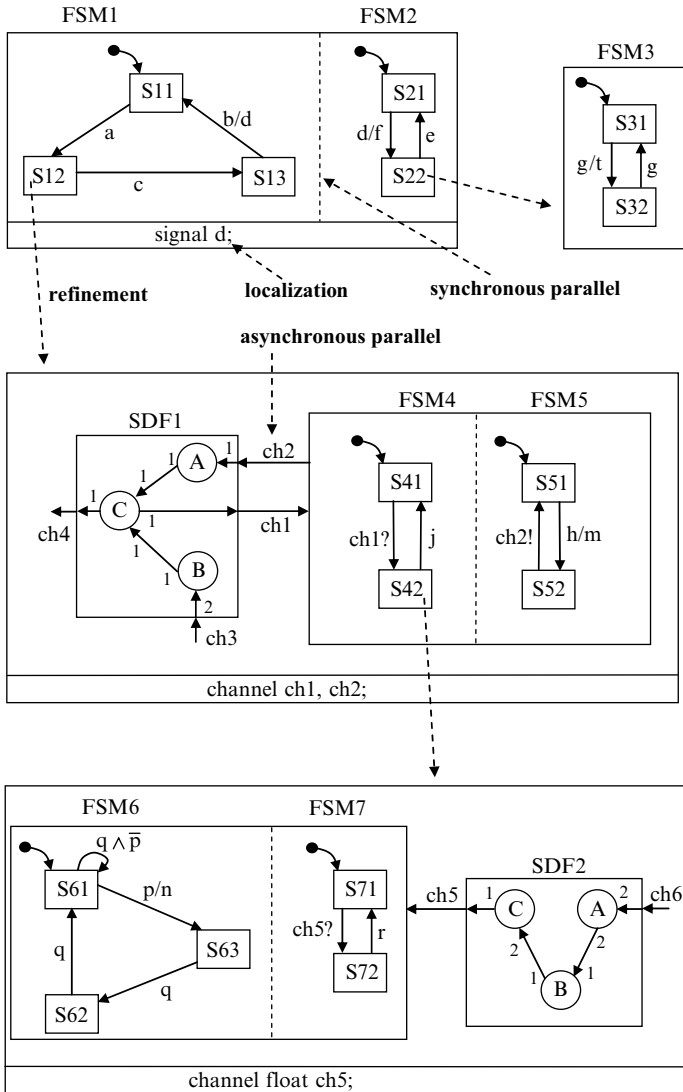 FSM1
FSM2
FSM3
S11
S21
S31
a
b/d
d/f
e
g/t
g
S12
c
S13
S22
S32
signal d;
refinement
localization
synchronous parallel
asynchronous parallel
SDF1
FSM4
FSM5
A
1
1
ch2
1
S41
S51
1
C
1
ch4
ch1
ch1?
j
ch2!
h/m
1
B
1
2
S42
S52
ch3
channel ch1, ch2;
FSM6
FSM7
q ∧ p̅
SDF2
S61
p/n
S71
ch5
1
C
A
2
ch6
ch5?
r
q
S63
2
2
S72
q
1
1
B
S62
channel float ch5;